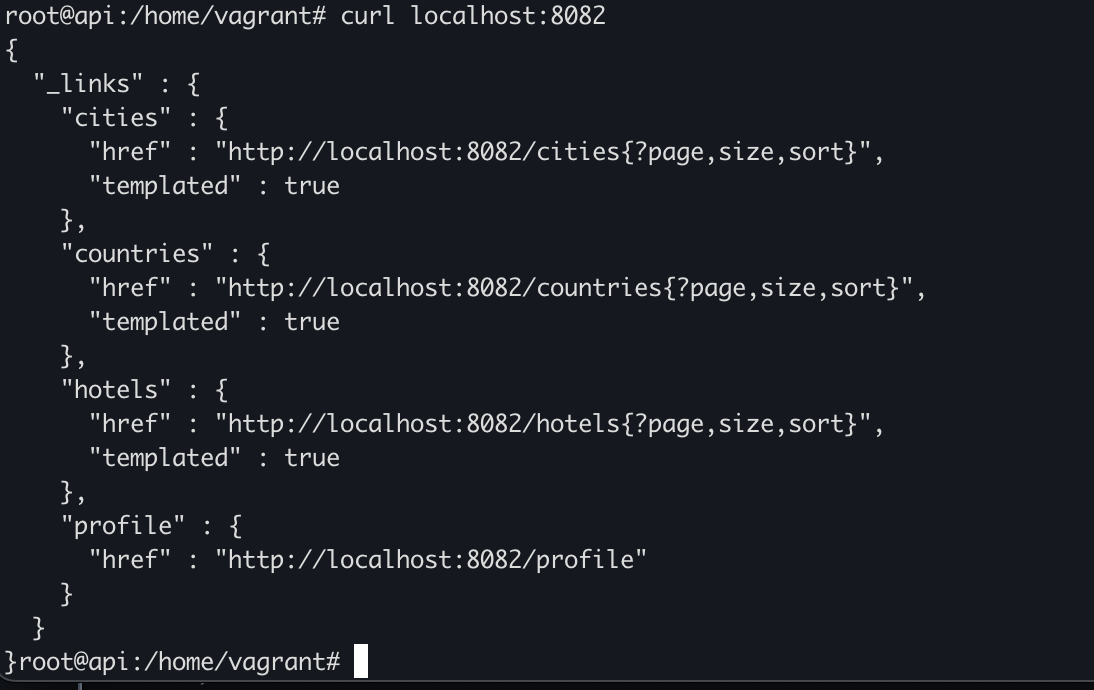 root@api:/home/vagrant# curl localhost:8082
{
  "_links" : {
    "cities" : {
      "href" : "http://localhost:8082/cities{?page,size,sort}",
      "templated" : true
    },
    "countries" : {
      "href" : "http://localhost:8082/countries{?page,size,sort}",
      "templated" : true
    },
    "hotels" : {
      "href" : "http://localhost:8082/hotels{?page,size,sort}",
      "templated" : true
    },
    "profile" : {
      "href" : "http://localhost:8082/profile"
    }
  }
}root@api:/home/vagrant#